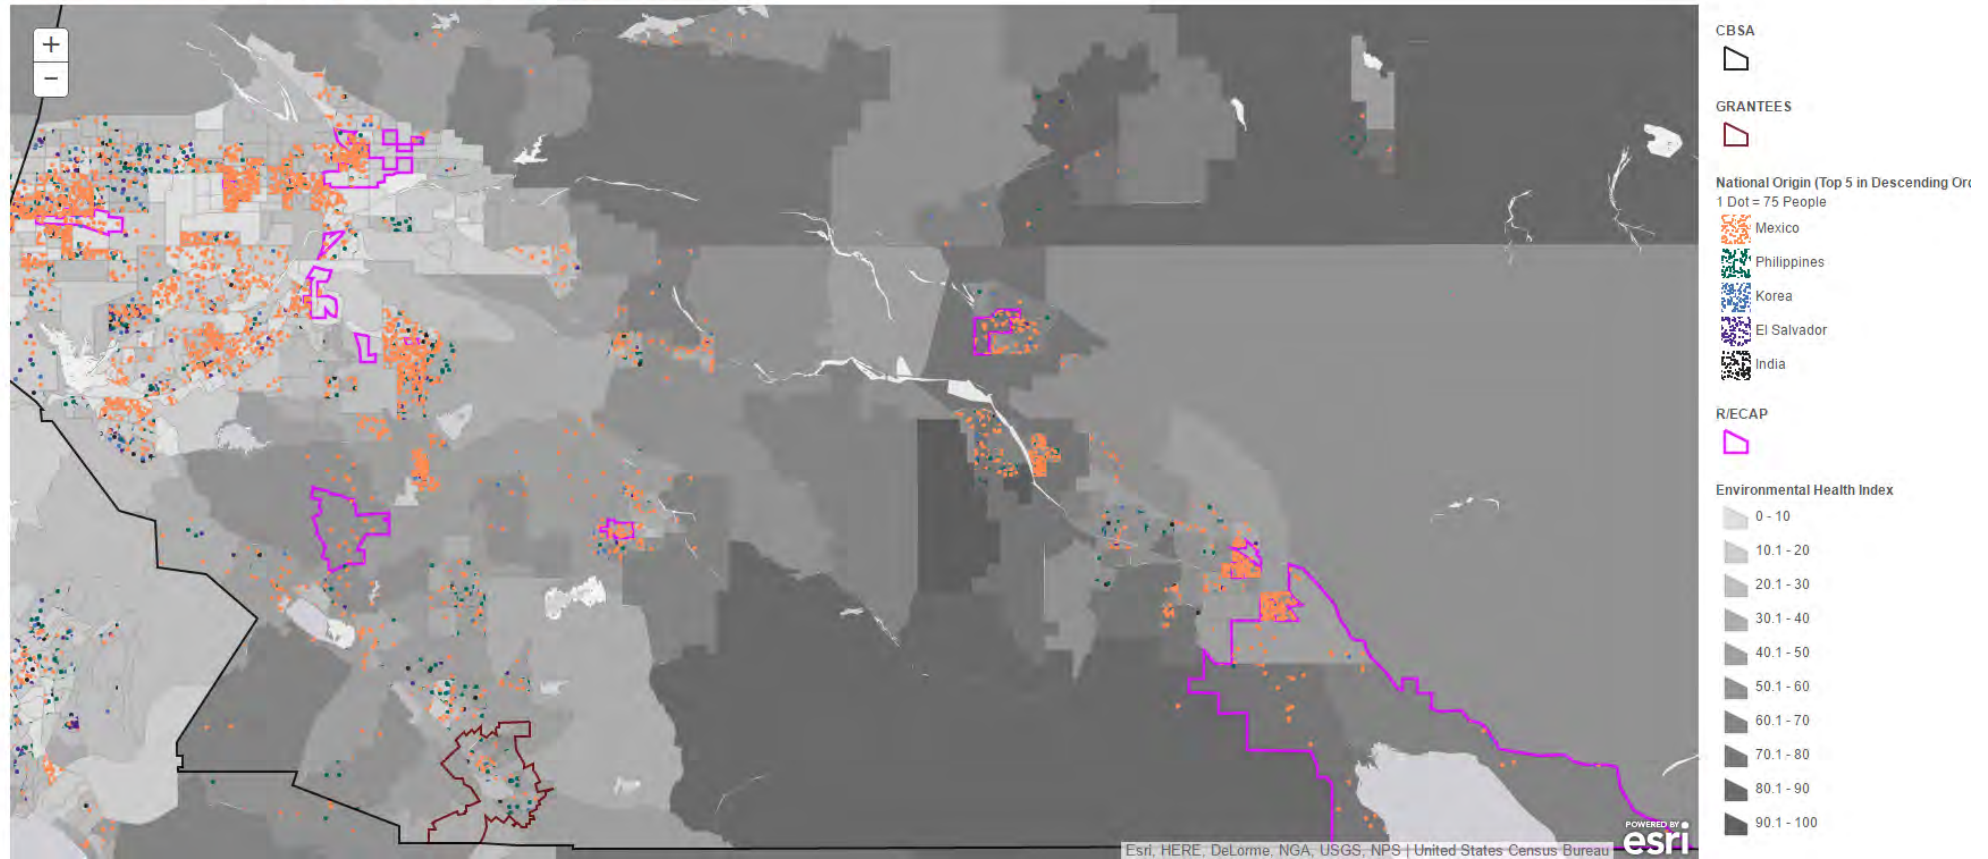 +
−
CBSA
GRANTEES
National Origin (Top 5 in Descending Ord
1 Dot = 75 People
Mexico
Philippines
Korea
El Salvador
India
R/ECAP
Environmental Health Index
0 - 10
10.1 - 20
20.1 - 30
30.1 - 40
40.1 - 50
50.1 - 60
60.1 - 70
70.1 - 80
80.1 - 90
90.1 - 100
POWERED BY
esri
Esri, HERE, DeLorme, NGA, USGS, NPS | United States Census Bureau